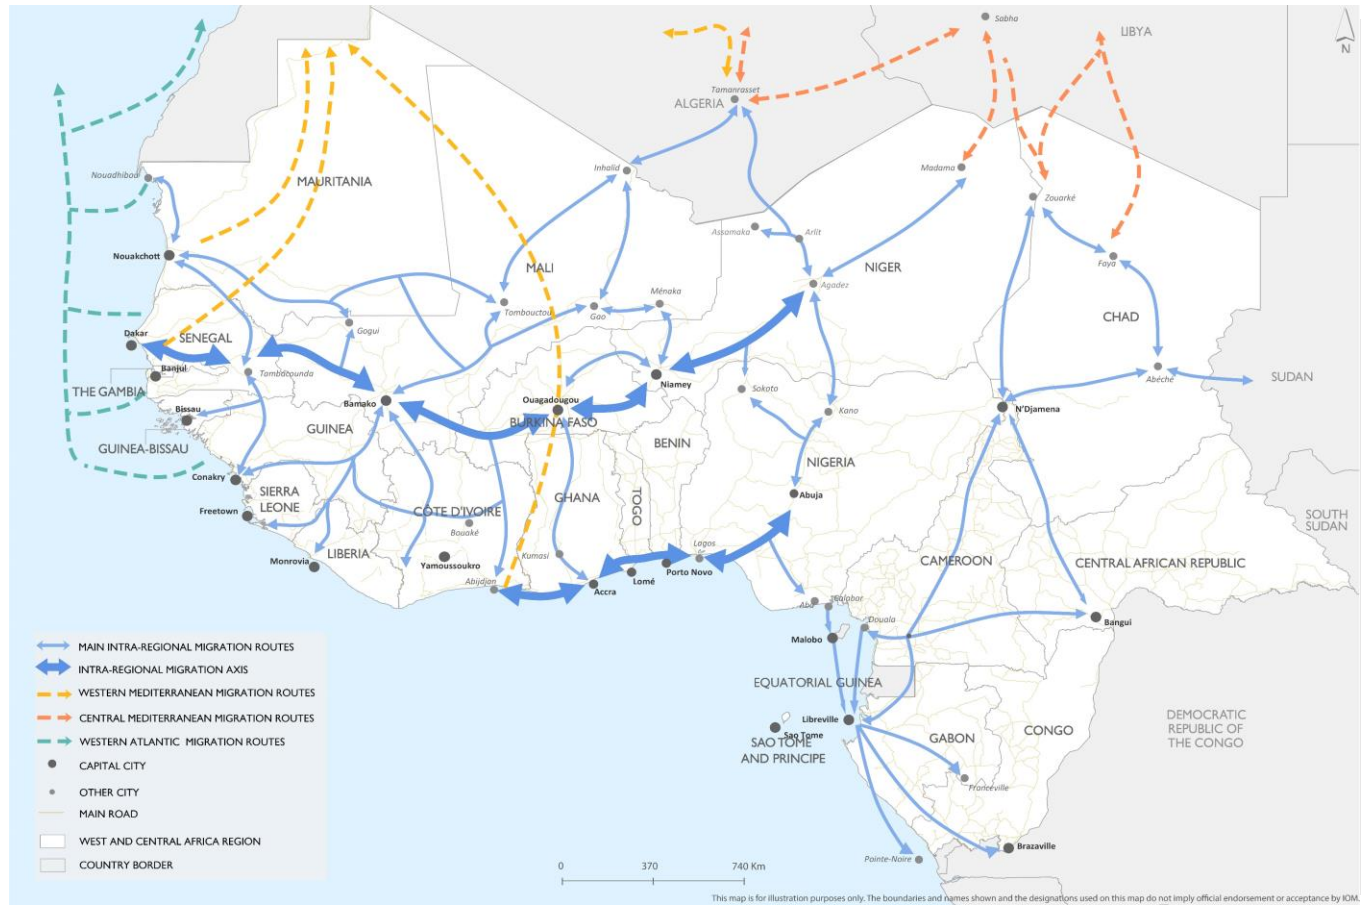 Sabha
LIBYA
N
Tamanrasset
ALGERIA
Nouadhibou
MAURITANIA
Inhalid
Madama
Zouarké
Assamaka
Arlit
Nouakchott
MALI
NIGER
Faya
Agadez
Ménaka
Tombouctou
Gao
CHAD
Gogui
Dakar
SENEGAL
Tambacounda
Banjul
THE GAMBIA
Niamey
Abéché
SUDAN
Sokoto
Bamako
Ouagadougou
BURKINA FASO
Kano
N'Djamena
Bissau
GUINEA
BENIN
GUINEA-BISSAU
NIGERIA
Conakry
SIERRA
LEONE
GHANA
TOGO
Abuja
Freetown
CÔTE D'IVOIRE
Bouaké
SOUTH
SUDAN
LIBERIA
Monrovia
Yamoussoukro
Kumasi
Lagos
CAMEROON
CENTRAL AFRICAN REPUBLIC
Abijdjan
Accra
Lomé
Porto Novo
Calabar
Douala
Bangui
Malobo
EQUATORIAL GUINEA
Libreville
Sao Tome
SAO TOME
AND PRINCIPE
GABON
CONGO
DEMOCRATIC
REPUBLIC OF
THE CONGO
Franceville
Brazaville
Pointe-Noire
MAIN INTRA-REGIONAL MIGRATION ROUTES
INTRA-REGIONAL MIGRATION AXIS
WESTERN MEDITERRANEAN MIGRATION ROUTES
CENTRAL MEDITERRANEAN MIGRATION ROUTES
WESTERN ATLANTIC MIGRATION ROUTES
CAPITAL CITY
OTHER CITY
MAIN ROAD
WEST AND CENTRAL AFRICA REGION
COUNTRY BORDER
0 370 740 Km
This map is for illustration purposes only. The boundaries and names shown and the designations used on this map do not imply official endorsement or acceptance by IOM.